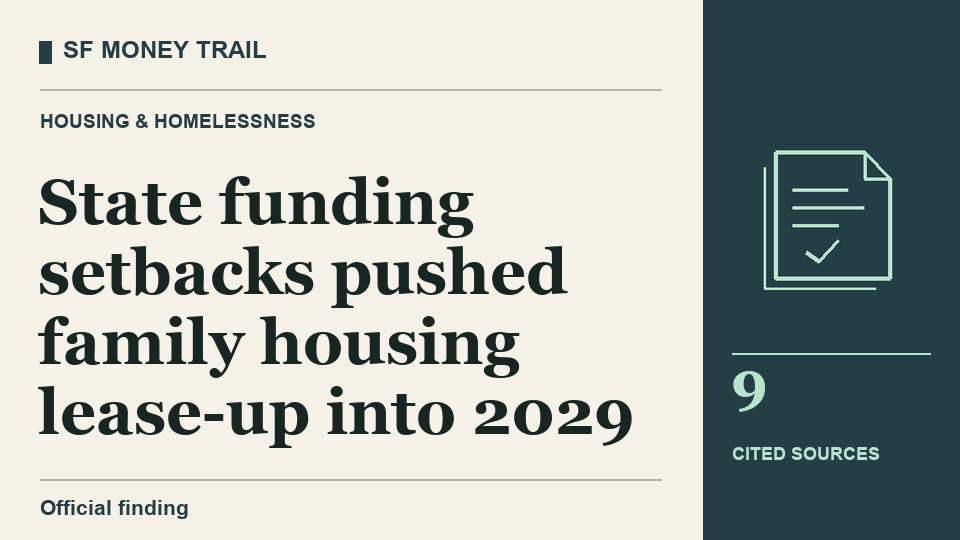 SF MONEY TRAIL
HOUSING & HOMELESSNESS
State funding
setbacks pushed
family housing
lease-up into 2029
Official finding
9
CITED SOURCES